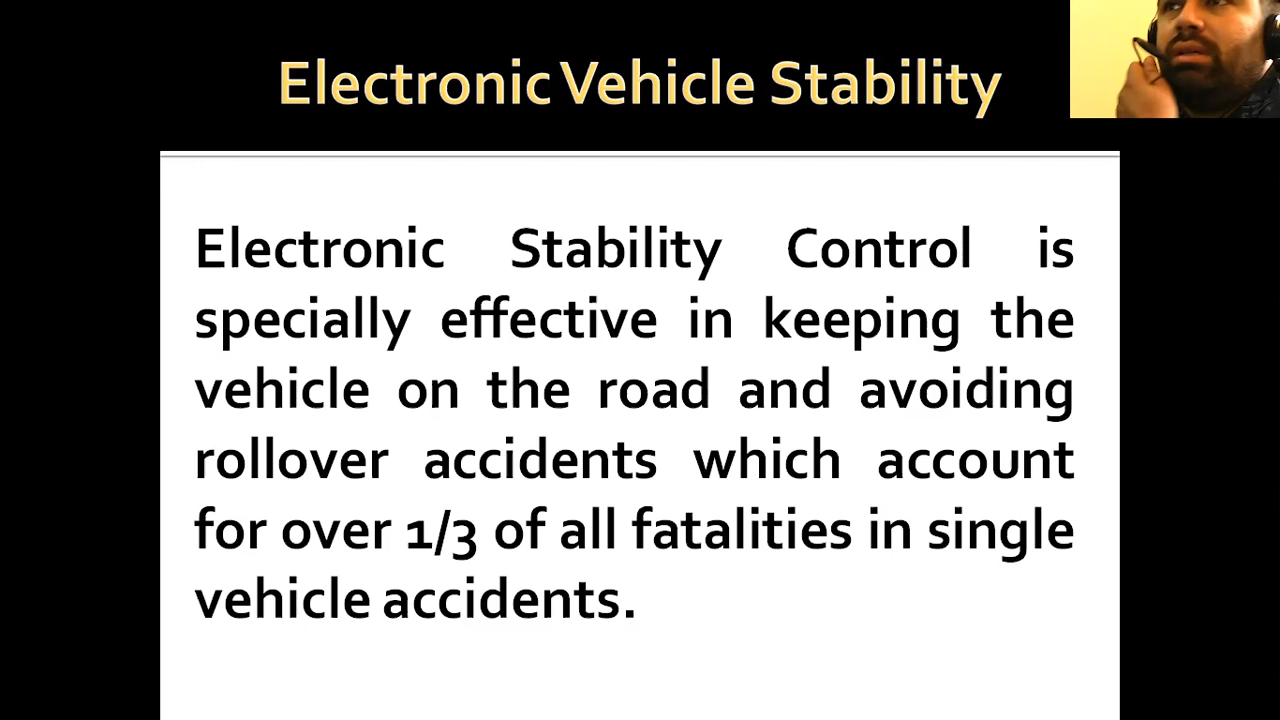 Electronic Vehicle Stability
Electronic Stability Control is
specially effective in keeping the
vehicle on the road and avoiding
rollover accidents which account
for over 1/3 of all fatalities in single
vehicle accidents.